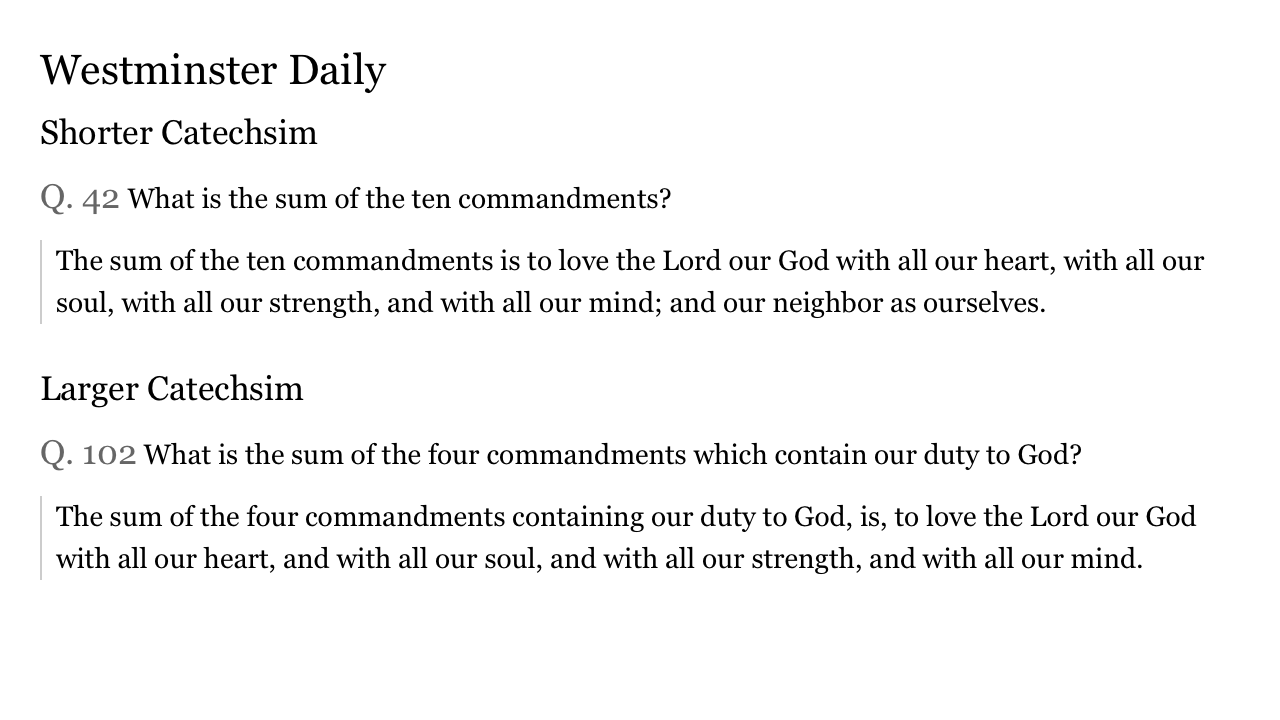 Westminster Daily
Shorter Catechsim
Q. 42 What is the sum of the ten commandments?
The sum of the ten commandments is to love the Lord our God with all our heart, with all our
soul, with all our strength, and with all our mind; and our neighbor as ourselves.
Larger Catechsim
Q. 102 What is the sum of the four commandments which contain our duty to God?
The sum of the four commandments containing our duty to God, is, to love the Lord our God
with all our heart, and with all our soul, and with all our strength, and with all our mind.